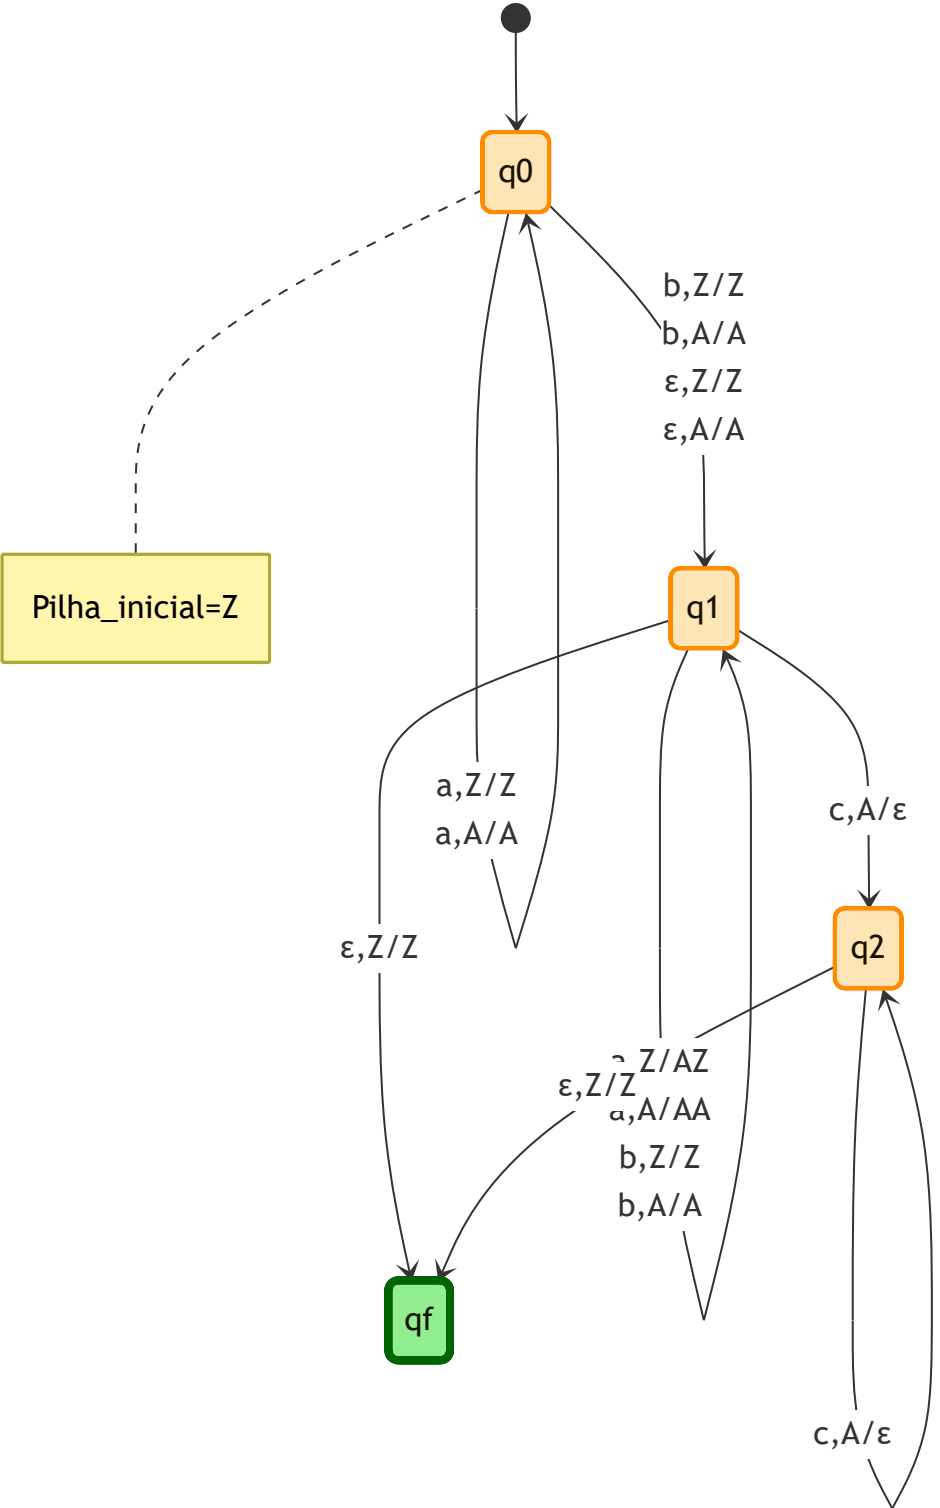 q0
b,Z/Z
b,A/A
ε,Z/Z
ε,A/A
Pilha_inicial=Z
q1
a,Z/Z
a,A/A
c,A/ε
ε,Z/Z
q2
a,Z/AZ
ε,Z/Z
a,A/AA
b,Z/Z
b,A/A
qf
c,A/ε